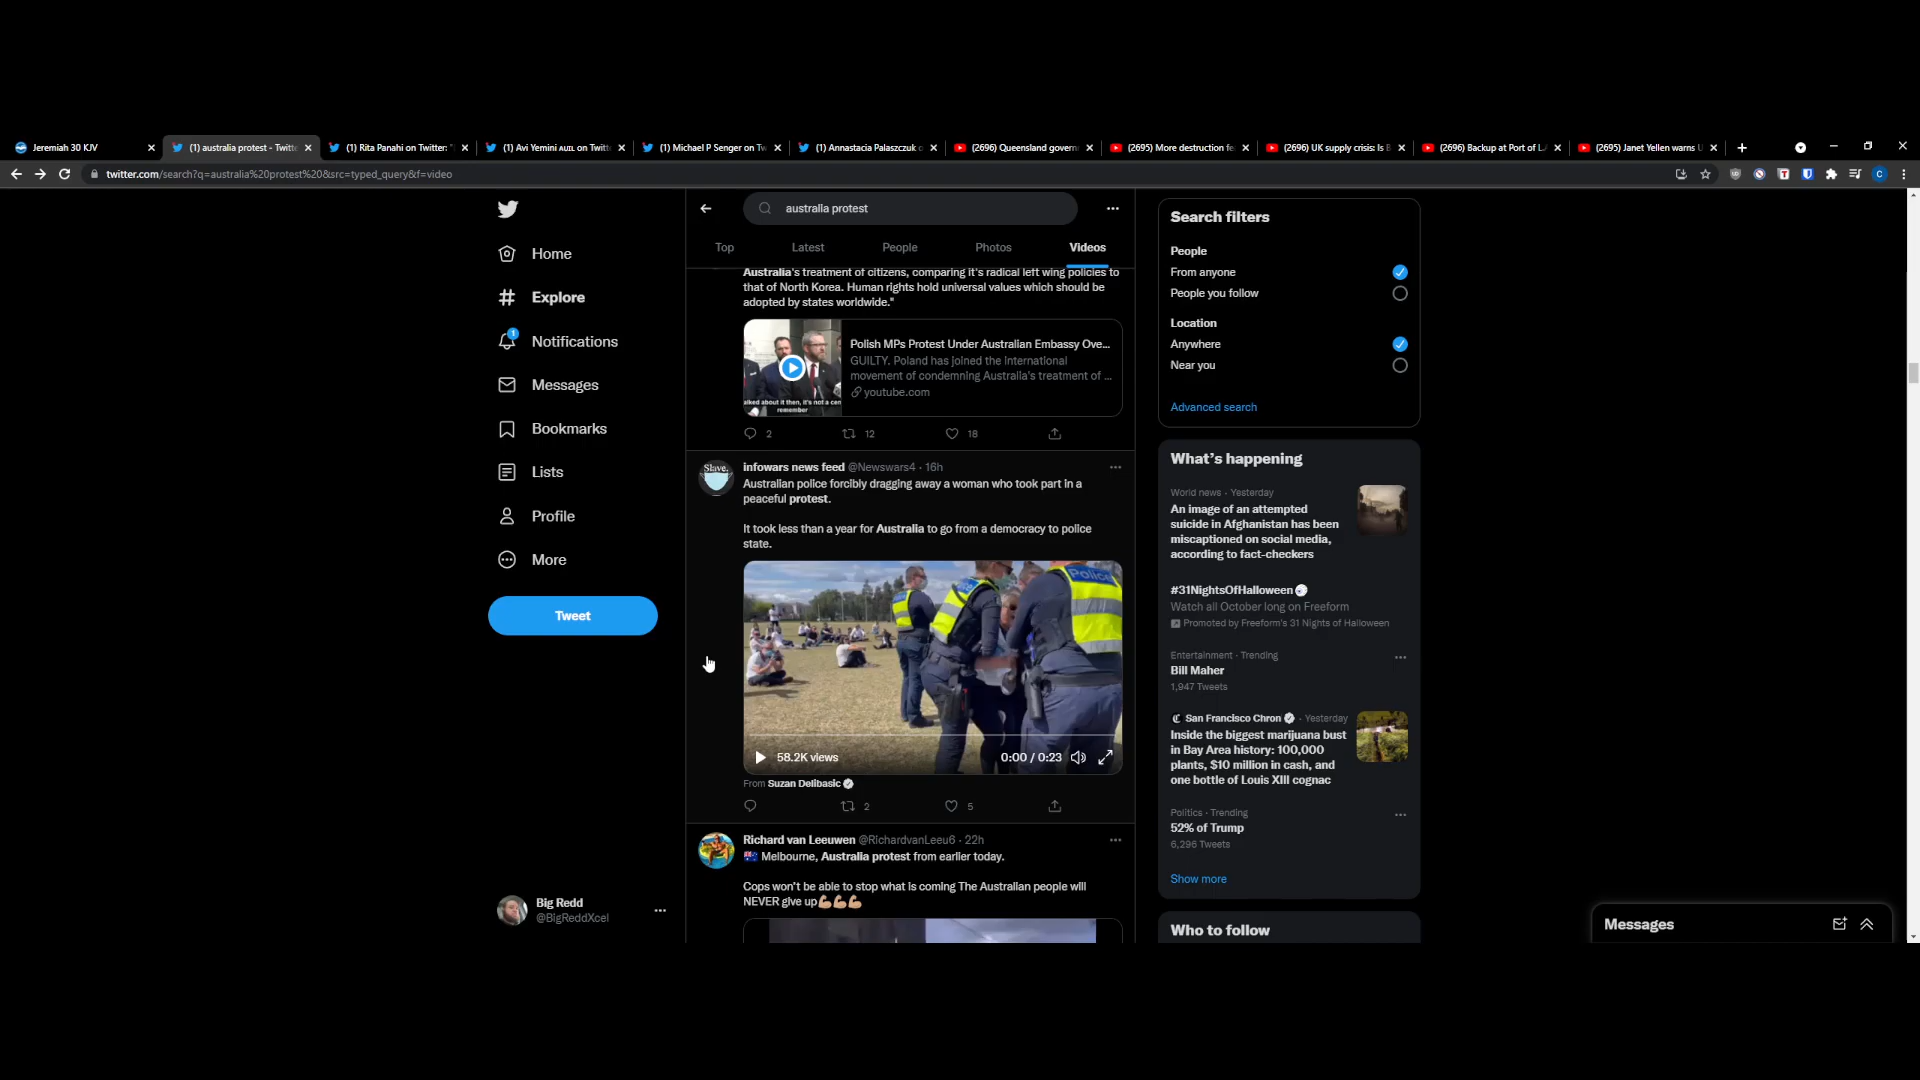 Jeremiah 30 KJV
(1) australia protest - Twitte
(1) Rita Panahi on Twitter: "
(1) Avi Yemini
on Twitt
(1) Michael P Senger on Tw
(1) Annastacia Palaszczuk
(2696) Queensland govern
(2695) More destruction fe
(2696) UK supply crisis: Is B
(2696) Backup at Port of L
(2695) Janet Yellen warns U
twitter.com/search?q=australia%20protest%20&src=typed_query&f=video
Home
Explore
1
Notifications
Messages
Bookmarks
Lists
Profile
More
Tweet
Big Redd
@BigReddXcel
australia protest
Top
Latest
People
Photos
Videos
Australia's treatment of citizens, comparing it's radical left wing policies to
that of North Korea. Human rights hold universal values which should be
adopted by states worldwide."
Polish MPs Protest Under Australian Embassy Ove...
GUILTY. Poland has joined the international
movement of condemning Australia's treatment of ...
youtube.com
alked about it then, it's not a cen
remember
2
12
18
Slave.
infowars news feed @Newswars4 · 16h
Australian police forcibly dragging away a woman who took part in a
peaceful protest.
It took less than a year for Australia to go from a democracy to police
state.
Police
58.2K views
0:00 / 0:23
From Suzan Delibasic
2
5
Richard van Leeuwen @RichardvanLeeu6 · 22h
Melbourne, Australia protest from earlier today.
Cops won't be able to stop what is coming The Australian people will
NEVER give up
Search filters
People
From anyone
People you follow
Location
Anywhere
Near you
Advanced search
What's happening
World news · Yesterday
An image of an attempted
suicide in Afghanistan has been
miscaptioned on social media,
according to fact-checkers
#31NightsOfHalloween
Watch all October long on Freeform
Promoted by Freeform's 31 Nights of Halloween
Entertainment · Trending
Bill Maher
1,947 Tweets
San Francisco Chron · Yesterday
Inside the biggest marijuana bust
in Bay Area history: 100,000
plants, $10 million in cash, and
one bottle of Louis XIII cognac
Politics · Trending
52% of Trump
6,296 Tweets
Show more
Who to follow
Messages